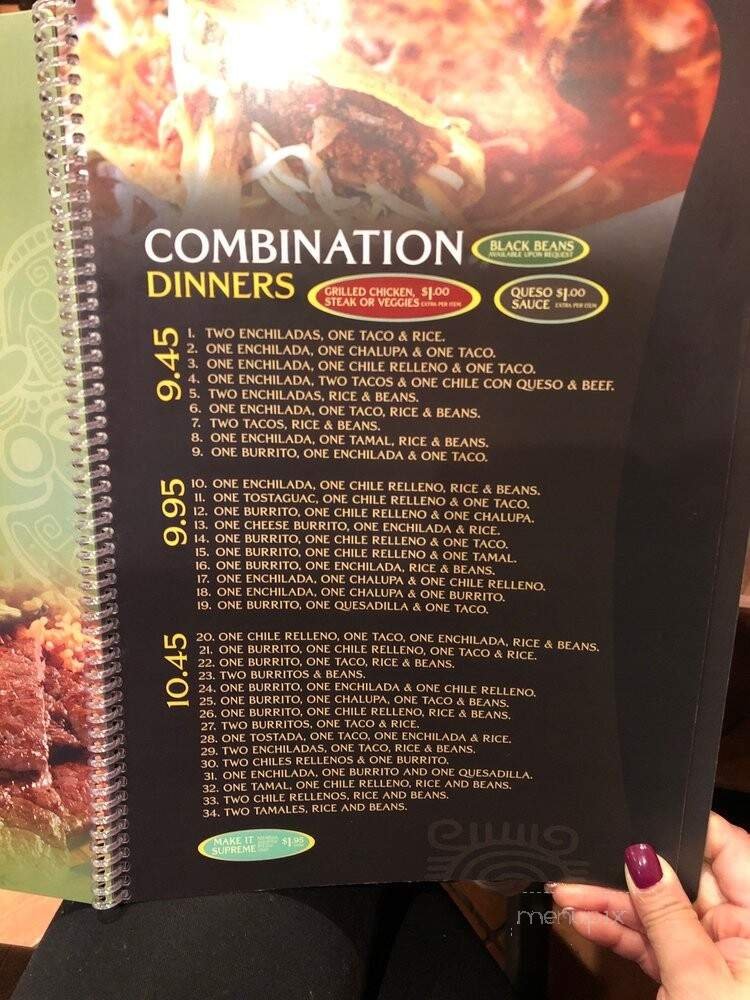 COMBINATION
DINNERS
BLACK BEANS
AVAILABLE UPON REQUEST
GRILLED CHICKEN, $1.00
STEAK OR VEGGIES EXTRA PER ITEM
QUESO $1.00
SAUCE EXTRA PER ITEM
9.45
1. TWO ENCHILADAS, ONE TACO & RICE.
2. ONE ENCHILADA, ONE CHALUPA & ONE TACO.
3. ONE ENCHILADA, ONE CHILE RELLENO & ONE TACO.
4. ONE ENCHILADA, TWO TACOS & ONE CHILE CON QUESO & BEEF.
5. TWO ENCHILADAS, RICE & BEANS.
6. ONE ENCHILADA, ONE TACO, RICE & BEANS.
7. TWO TACOS, RICE & BEANS.
8. ONE ENCHILADA, ONE TAMAL, RICE & BEANS.
9. ONE BURRITO, ONE ENCHILADA & ONE TACO.
9.95
10. ONE ENCHILADA, ONE CHILE RELLENO, RICE & BEANS.
11. ONE TOSTAGUAC, ONE CHILE RELLENO & ONE TACO.
12. ONE BURRITO, ONE CHILE RELLENO & ONE CHALUPA.
13. ONE CHEESE BURRITO, ONE ENCHILADA & RICE.
14. ONE BURRITO, ONE CHILE RELLENO & ONE TACO.
15. ONE BURRITO, ONE CHILE RELLENO & ONE TAMAL.
16. ONE BURRITO, ONE ENCHILADA, RICE & BEANS.
17. ONE ENCHILADA, ONE CHALUPA & ONE CHILE RELLENO.
18. ONE ENCHILADA, ONE CHALUPA & ONE BURRITO.
19. ONE BURRITO, ONE QUESADILLA & ONE TACO.
10.45
20. ONE CHILE RELLENO, ONE TACO, ONE ENCHILADA, RICE & BEANS.
21. ONE BURRITO, ONE CHILE RELLENO, ONE TACO & RICE.
22. ONE BURRITO, ONE TACO, RICE & BEANS.
23. TWO BURRITOS & BEANS.
24. ONE BURRITO, ONE ENCHILADA & ONE CHILE RELLENO.
25. ONE BURRITO, ONE CHALUPA, ONE TACO & BEANS.
26. ONE BURRITO, ONE CHILE RELLENO, RICE & BEANS.
27. TWO BURRITOS, ONE TACO & RICE.
28. ONE TOSTADA, ONE TACO, ONE ENCHILADA & RICE.
29. TWO ENCHILADAS, ONE TACO, RICE & BEANS.
30. TWO CHILES RELLENOS & ONE BURRITO.
31. ONE ENCHILADA, ONE BURRITO AND ONE QUESADILLA.
32. ONE TAMAL, ONE CHILE RELLENO, RICE AND BEANS.
33. TWO CHILE RELLENOS, RICE AND BEANS.
34. TWO TAMALES, RICE AND BEANS.
MAKE IT
SUPREME $1.95
menupix